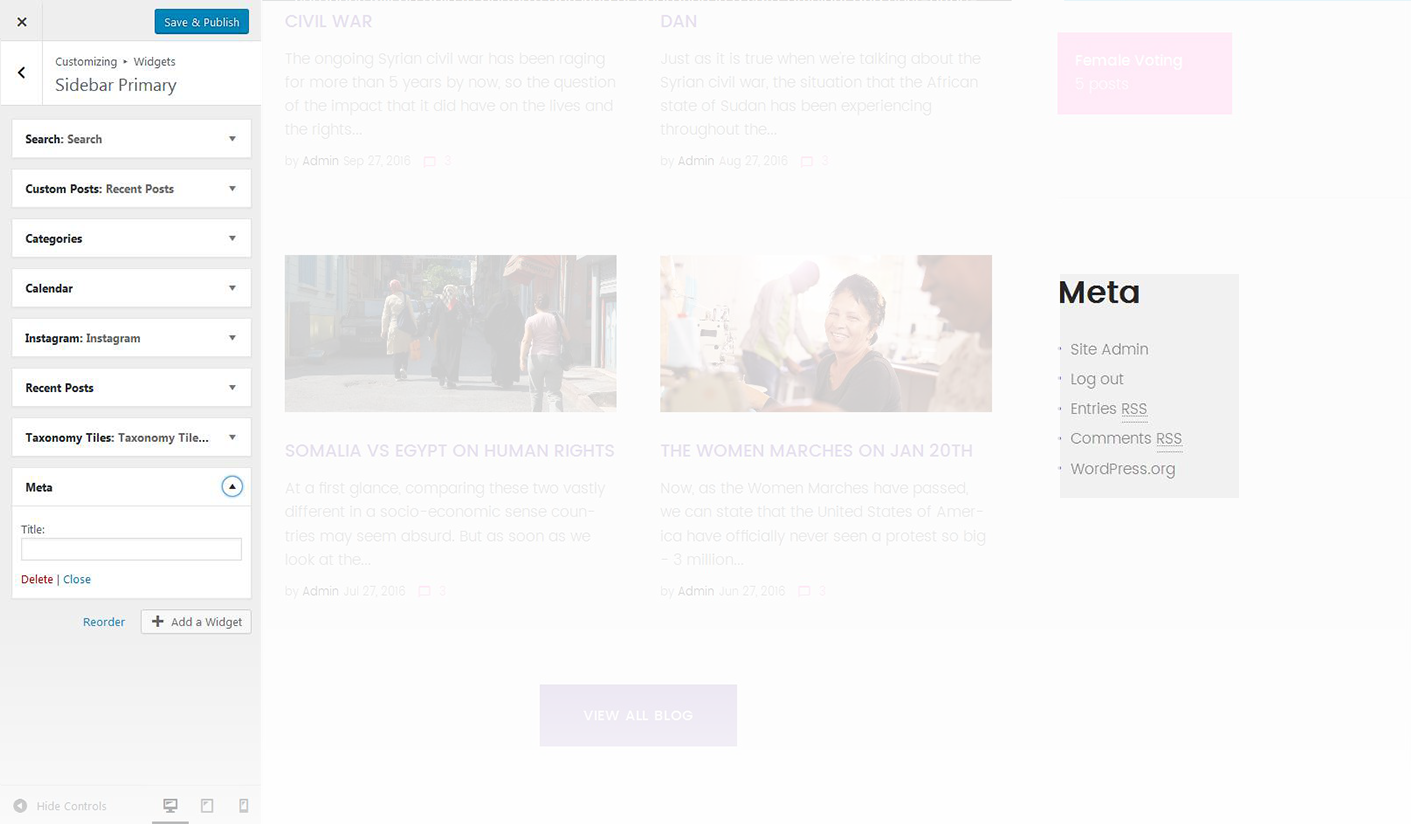 Save & Publish
Customizing ▸ Widgets
Sidebar Primary
Search: Search
Custom Posts: Recent Posts
Categories
Calendar
Instagram: Instagram
Recent Posts
Taxonomy Tiles: Taxonomy Tile...
Meta
Title:
Delete | Close
Reorder
Add a Widget
Hide Controls
CIVIL WAR
The ongoing Syrian civil war has been raging
for more than 5 years by now, so the question
of the impact that it did have on the lives and
the rights...
by Admin Sep 27, 2016 3
DAN
Just as it is true when we're talking about the
Syrian civil war, the situation that the African
state of Sudan has been experiencing
throughout the...
by Admin Aug 27, 2016 3
SOMALIA VS EGYPT ON HUMAN RIGHTS
At a first glance, comparing these two vastly
different in a socio-economic sense coun-
tries may seem absurd. But as soon as we
look at the...
by Admin Jul 27, 2016 3
THE WOMEN MARCHES ON JAN 20TH
Now, as the Women Marches have passed,
we can state that the United States of Amer-
ica have officially never seen a protest so big
– 3 million...
by Admin Jun 27, 2016 3
VIEW ALL BLOG
Female Voting
5 posts
Meta
Site Admin
Log out
Entries RSS
Comments RSS
WordPress.org